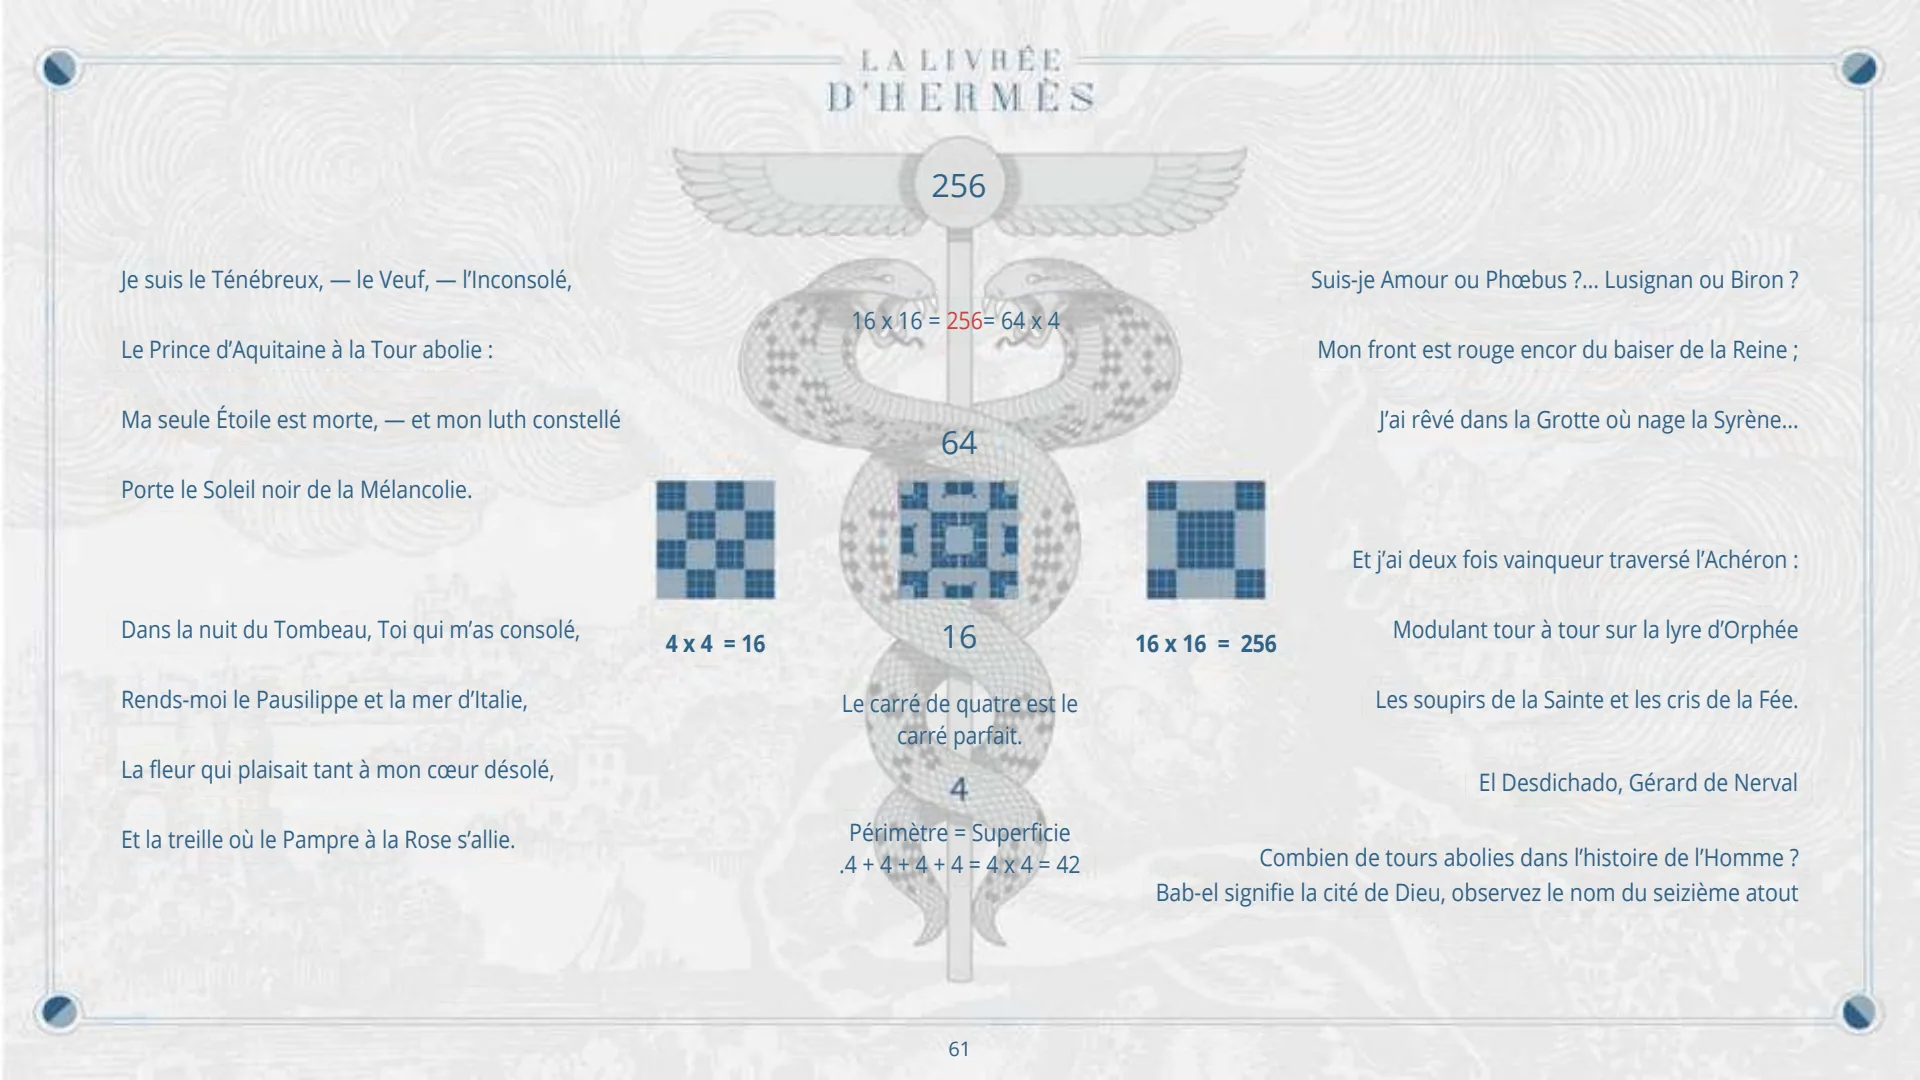 LA LIVRÉE
D'HERMÈS
256
Je suis le Ténébreux, — le Veuf, — l'Inconsolé,
Le Prince d'Aquitaine à la Tour abolie :
Ma seule Étoile est morte, — et mon luth constellé
Porte le Soleil noir de la Mélancolie.
Dans la nuit du Tombeau, Toi qui m'as consolé,
Rends-moi le Pausilippe et la mer d'Italie,
La fleur qui plaisait tant à mon cœur désolé,
Et la treille où le Pampre à la Rose s'allie.
16 x 16 = 256= 64 x 4
64
4 x 4 = 16
16
16 x 16 = 256
Le carré de quatre est le
carré parfait.
4
Périmètre = Superficie
.4 + 4 + 4 + 4 = 4 x 4 = 42
Suis-je Amour ou Phœbus ?... Lusignan ou Biron ?
Mon front est rouge encor du baiser de la Reine ;
J'ai rêvé dans la Grotte où nage la Syrène...
Et j'ai deux fois vainqueur traversé l'Achéron :
Modulant tour à tour sur la lyre d'Orphée
Les soupirs de la Sainte et les cris de la Fée.
El Desdichado, Gérard de Nerval
Combien de tours abolies dans l'histoire de l'Homme ?
Bab-el signifie la cité de Dieu, observez le nom du seizième atout
61